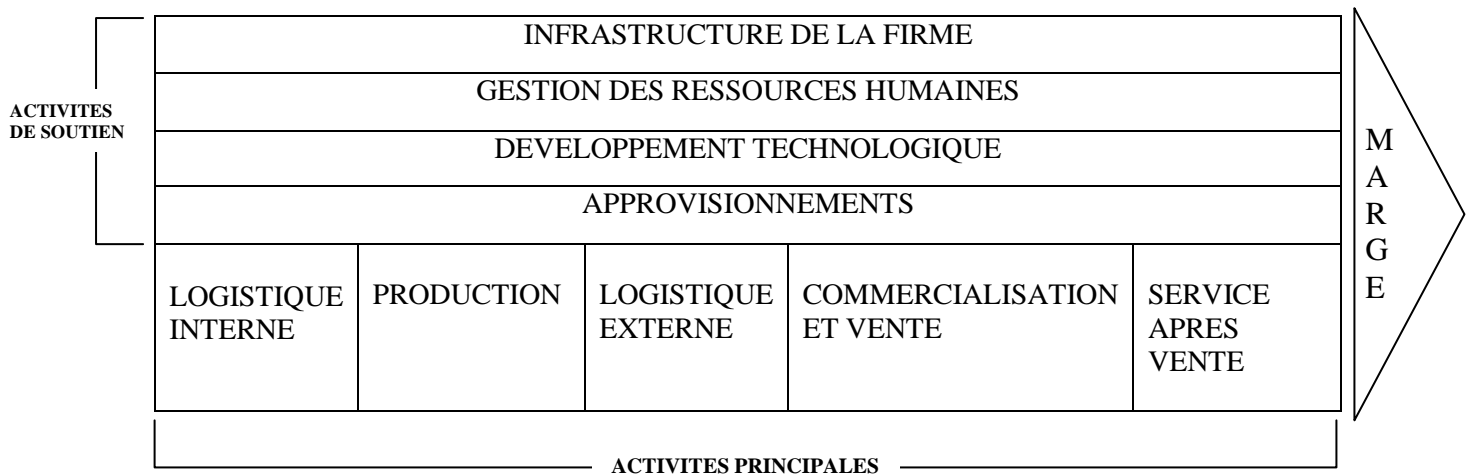 INFRASTRUCTURE DE LA FIRME
GESTION DES RESSOURCES HUMAINES
ACTIVITES
DE SOUTIEN
DEVELOPPEMENT TECHNOLOGIQUE
APPROVISIONNEMENTS
LOGISTIQUE
INTERNE
PRODUCTION
LOGISTIQUE
EXTERNE
COMMERCIALISATION
ET VENTE
SERVICE
APRES
VENTE
M
A
R
G
E
ACTIVITES PRINCIPALES